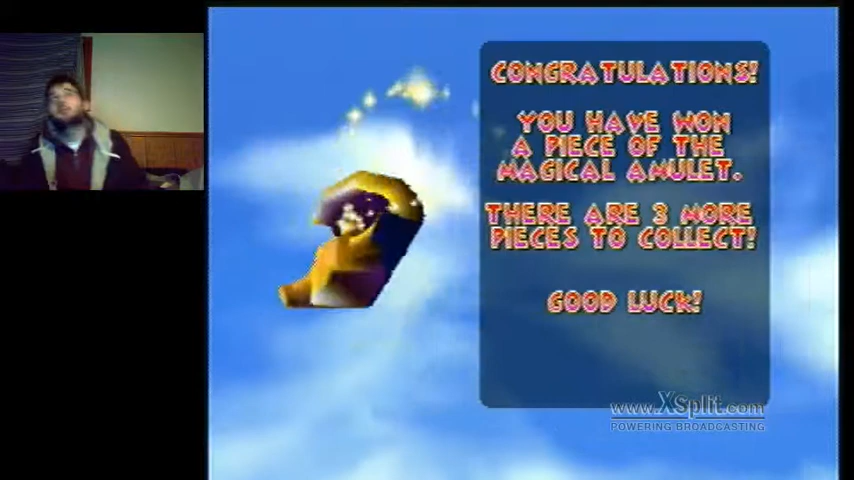 CONGRATULATIONS!
YOU HAVE WON
A PIECE OF THE
MAGICAL AMULET.
THERE ARE 3 MORE
PIECES TO COLLECT!
GOOD LUCK!
www.XSplit.com
POWERING BROADCASTING